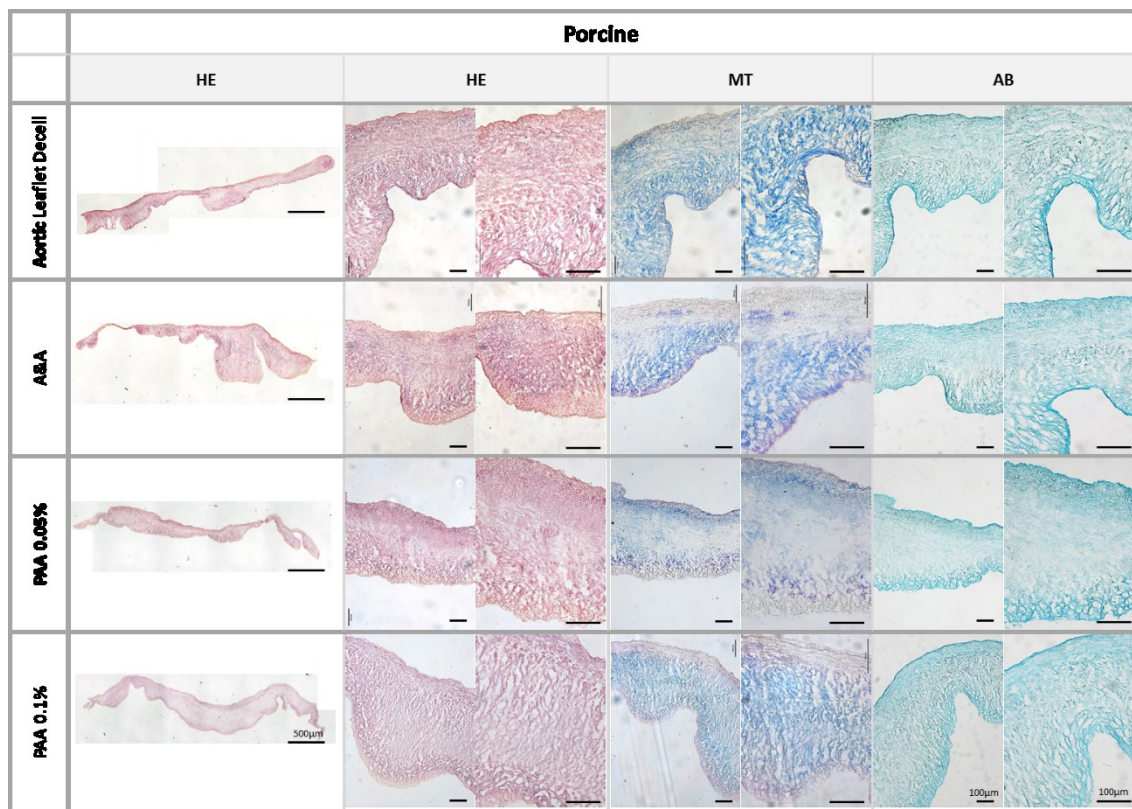 Porcine
HE HE MT AB
Aortic Leaflet Decell
A&A
PAA 0.05%
PAA 0.1%
500µm
100µm 100µm